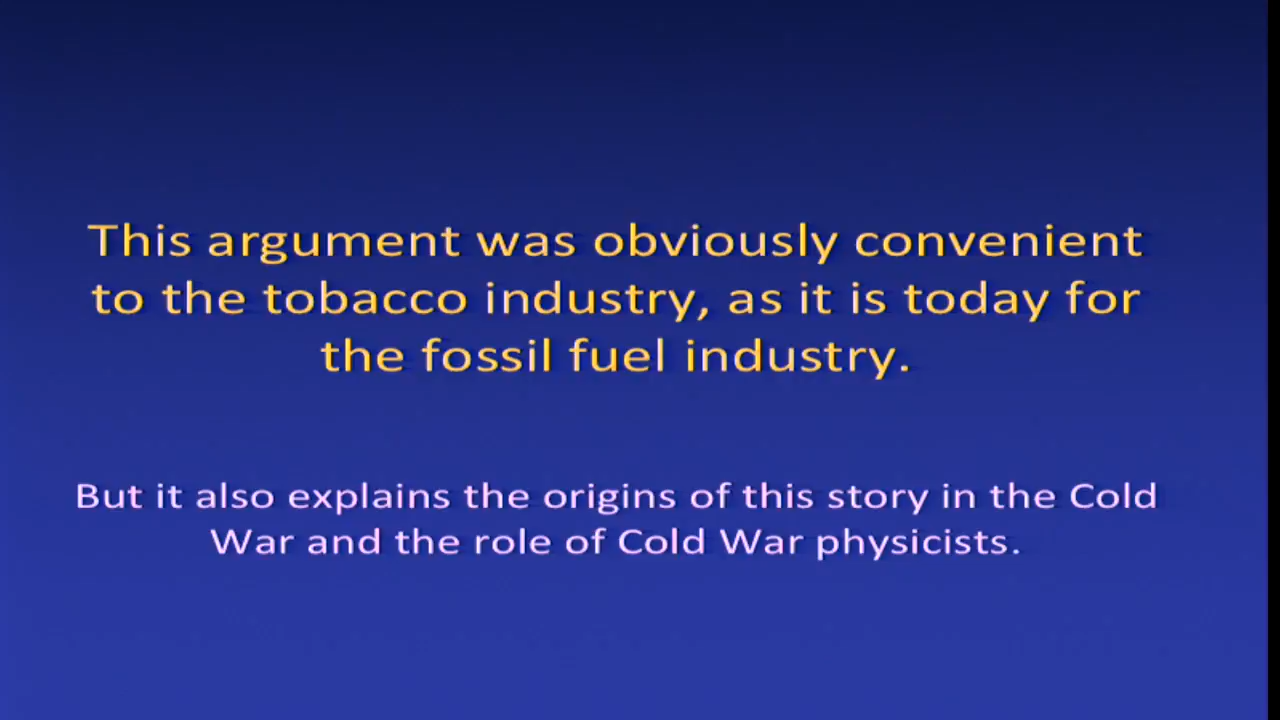 This argument was obviously convenient
to the tobacco industry, as it is today for
the fossil fuel industry.
But it also explains the origins of this story in the Cold
War and the role of Cold War physicists.